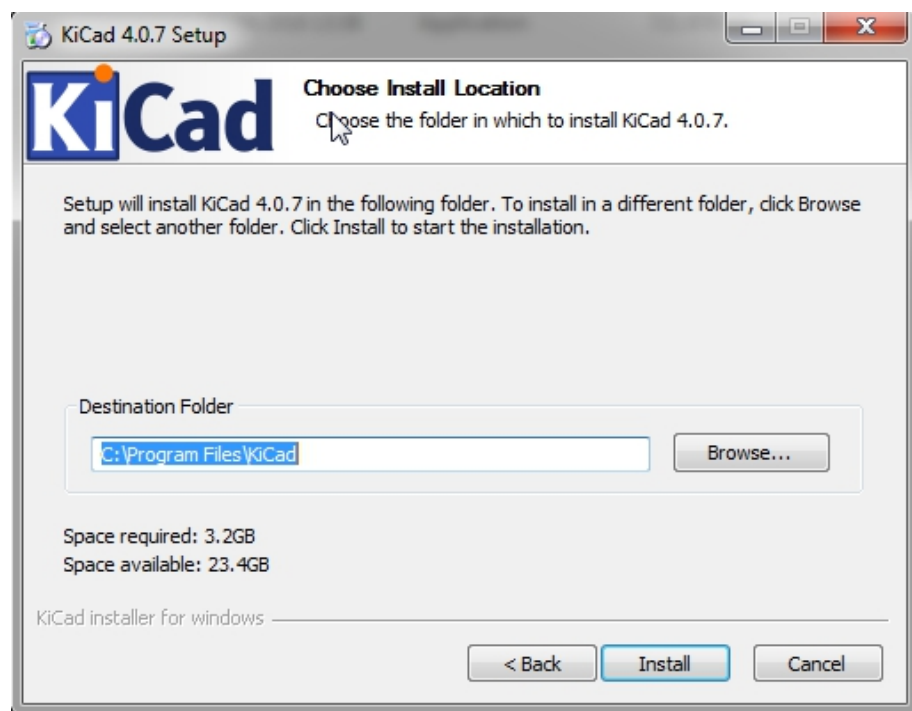 KiCad 4.0.7 Setup
KiCad
Choose Install Location
Choose the folder in which to install KiCad 4.0.7.
Setup will install KiCad 4.0.7 in the following folder. To install in a different folder, click Browse
and select another folder. Click Install to start the installation.
Destination Folder
C:\Program Files\KiCad
Browse...
Space required: 3.2GB
Space available: 23.4GB
KiCad installer for windows
< Back
Install
Cancel